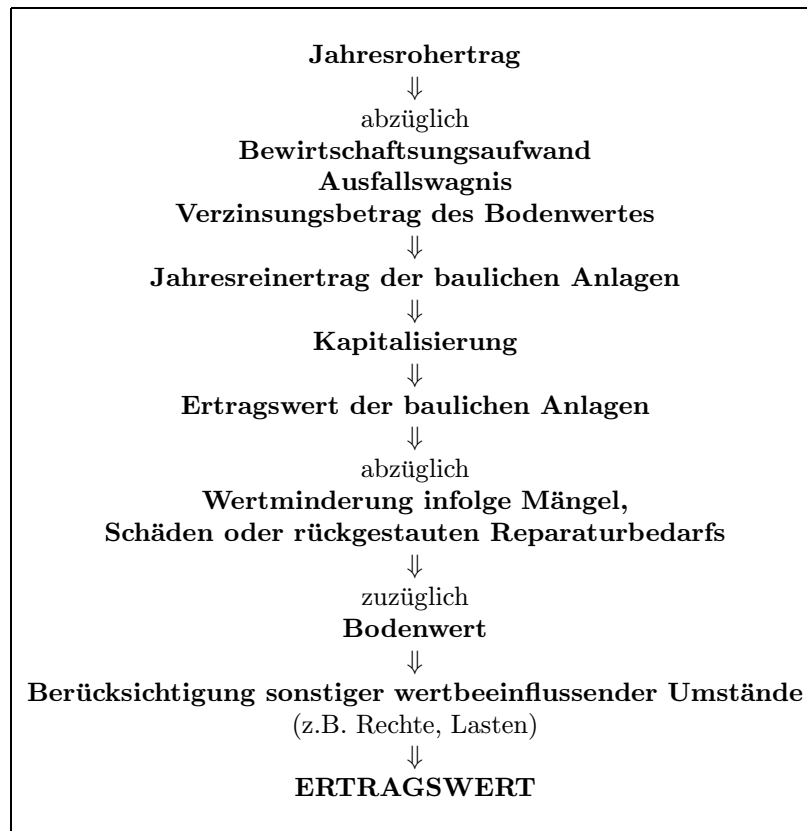 Jahresrohertrag
⇓
abzüglich
Bewirtschaftsungsaufwand
Ausfallswagnis
Verzinsungsbetrag des Bodenwertes
⇓
Jahresreinertrag der baulichen Anlagen
⇓
Kapitalisierung
⇓
Ertragswert der baulichen Anlagen
⇓
abzüglich
Wertminderung infolge Mängel,
Schäden oder rückgestauten Reparaturbedarfs
⇓
zuzüglich
Bodenwert
⇓
Berücksichtigung sonstiger wertbeeinflussender Umstände
(z.B. Rechte, Lasten)
⇓
ERTRAGSWERT